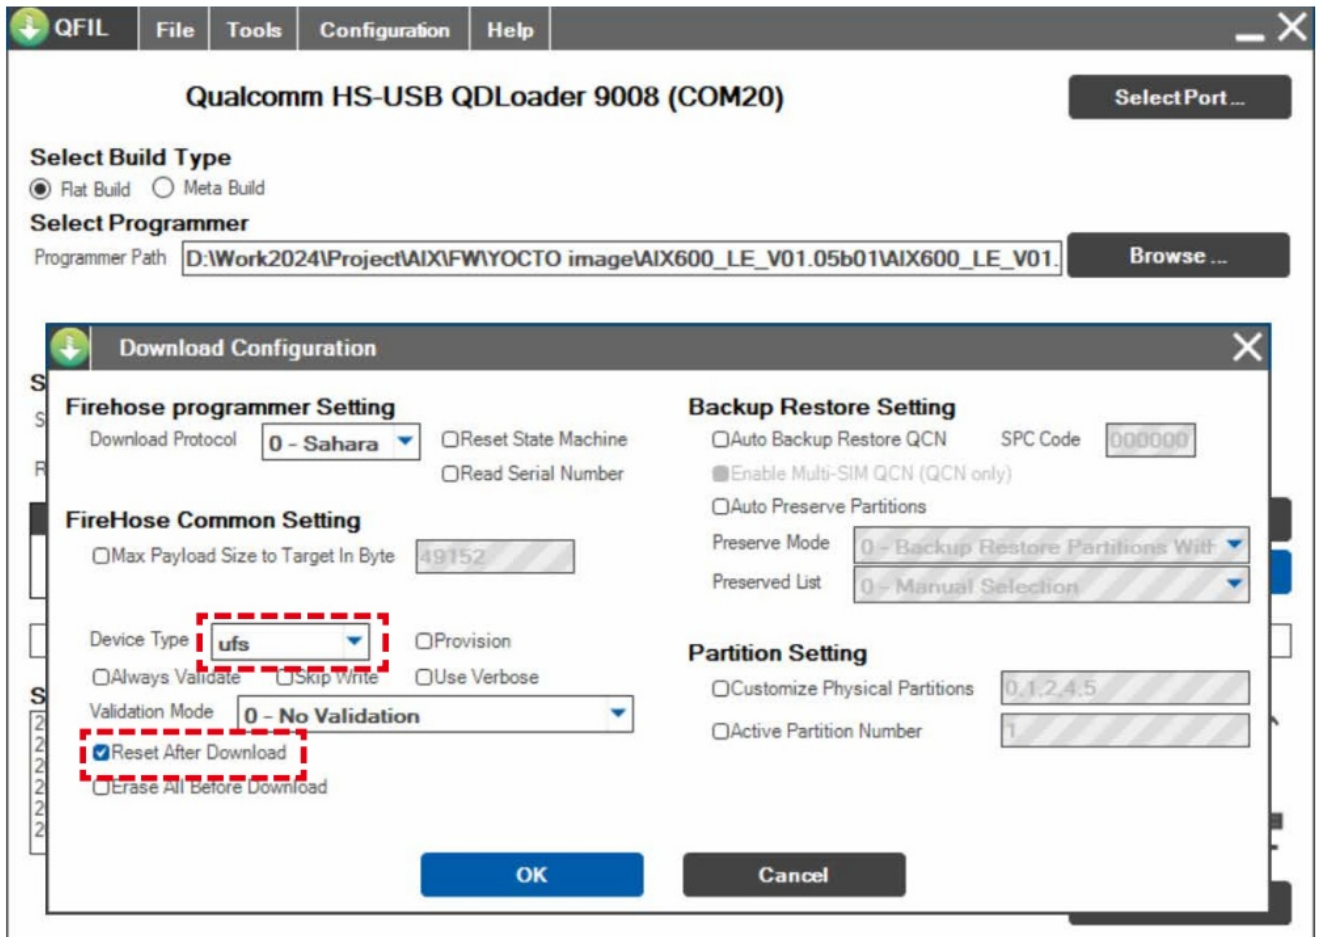 QFIL File Tools Configuration Help
Qualcomm HS-USB QDLoader 9008 (COM20)
Select Port ...
Select Build Type
Flat Build Meta Build
Select Programmer
Programmer Path D:\Work2024\Project\AIX\FW\YOCTO image\AIX600_LE_V01.05b01\AIX600_LE_V01. Browse ...
Download Configuration
Firehose programmer Setting
Download Protocol 0 - Sahara Reset State Machine
Read Serial Number
FireHose Common Setting
Max Payload Size to Target In Byte 49152
Device Type ufs Provision
Always Validate Skip Write Use Verbose
Validation Mode 0 - No Validation
Reset After Download
Erase All Before Download
Backup Restore Setting
Auto Backup Restore QCN SPC Code 000000
Enable Multi-SIM QCN (QCN only)
Auto Preserve Partitions
Preserve Mode 0 - Backup Restore Partitions With
Preserved List 0 - Manual Selection
Partition Setting
Customize Physical Partitions 0,1,2,4,5
Active Partition Number 1
OK Cancel